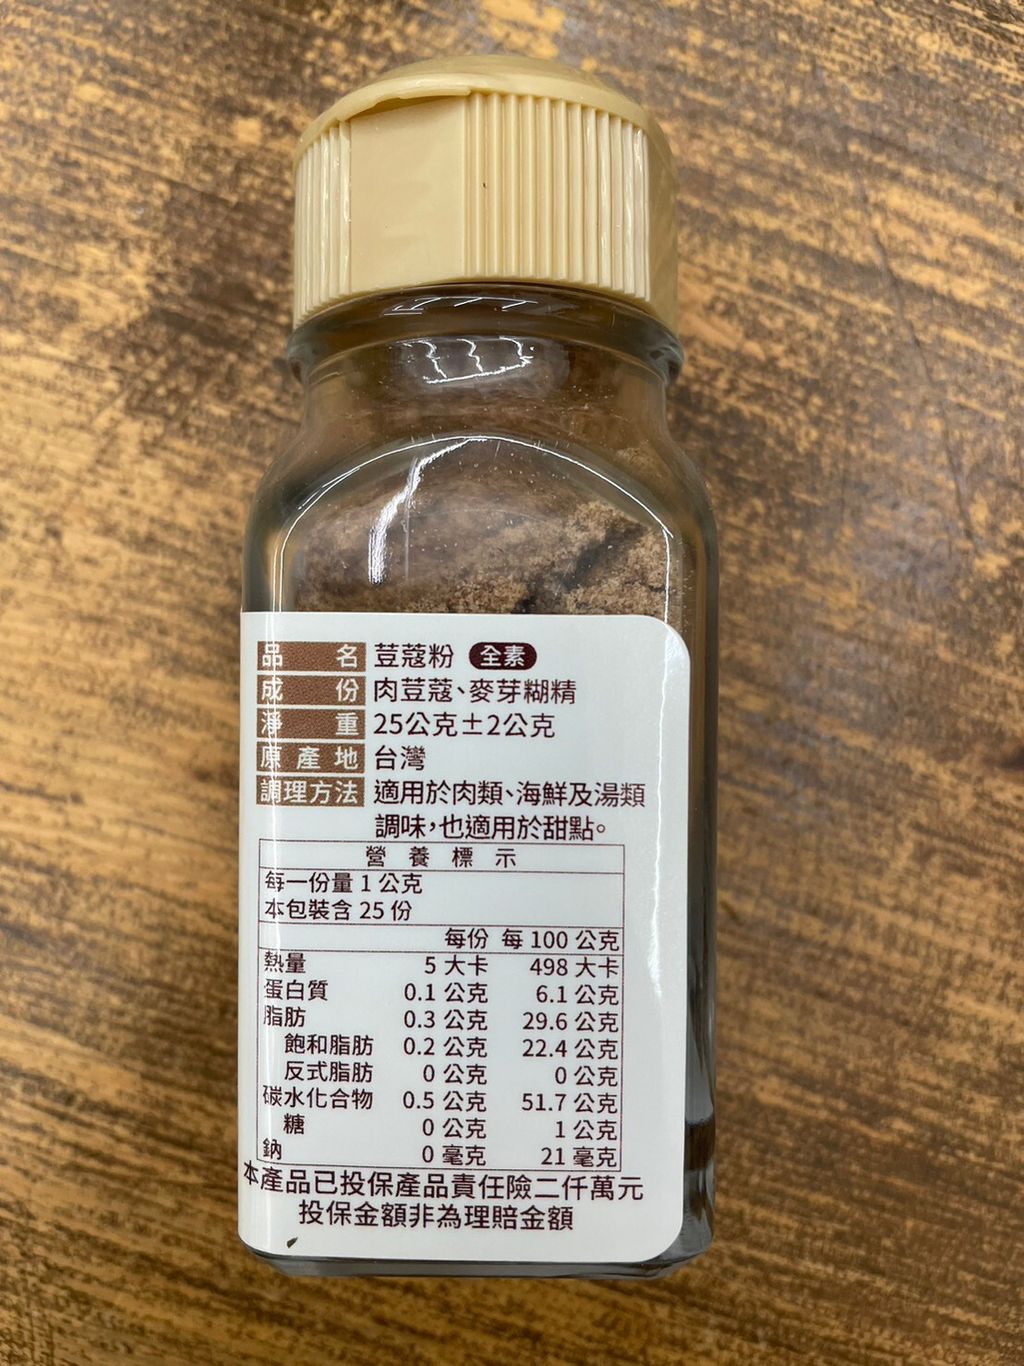 品名 荳蔻粉 全素
成份 肉荳蔻、麥芽糊精
淨重 25公克±2公克
原產地 台灣
調理方法 適用於肉類、海鮮及湯類
調味，也適用於甜點。
營養標示
每一份量 1 公克
本包裝含 25 份
每份 每 100 公克
熱量 5 大卡 498 大卡
蛋白質 0.1 公克 6.1 公克
脂肪 0.3 公克 29.6 公克
飽和脂肪 0.2 公克 22.4 公克
反式脂肪 0 公克 0 公克
碳水化合物 0.5 公克 51.7 公克
糖 0 公克 1 公克
鈉 0 毫克 21 毫克
本產品已投保產品責任險二仟萬元
投保金額非為理賠金額